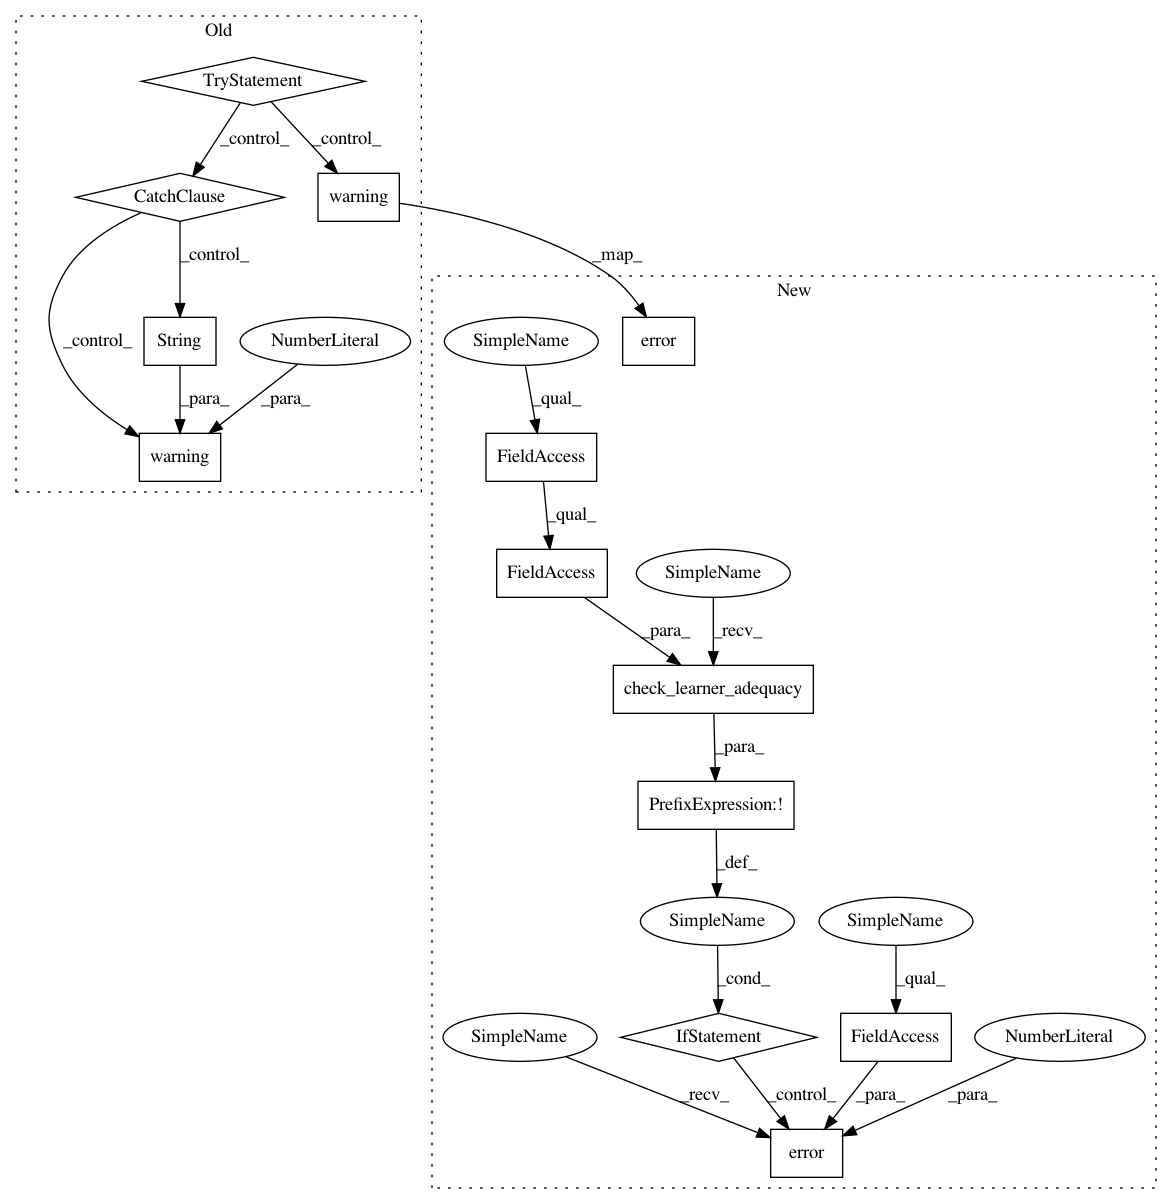 Old
TryStatement
_control_
_control_
CatchClause
warning
_control_
_map_
New
_control_
String
NumberLiteral
SimpleName
error
_para_
_para_
_qual_
warning
FieldAccess
_qual_
FieldAccess
SimpleName
_para_
_recv_
check_learner_adequacy
_para_
PrefixExpression:!
_def_
SimpleName
SimpleName
_cond_
_qual_
SimpleName
IfStatement
FieldAccess
NumberLiteral
_recv_
_control_
_para_
_para_
error